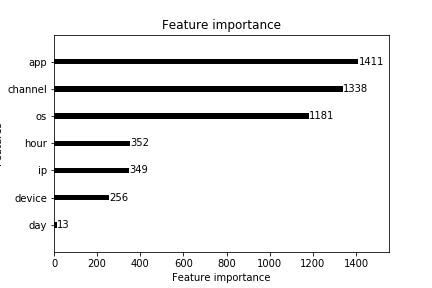 Feature importance
app 1411
channel 1338
os 1181
hour 352
ip 349
device 256
day 13
0 200 400 600 800 1000 1200 1400
Feature importance